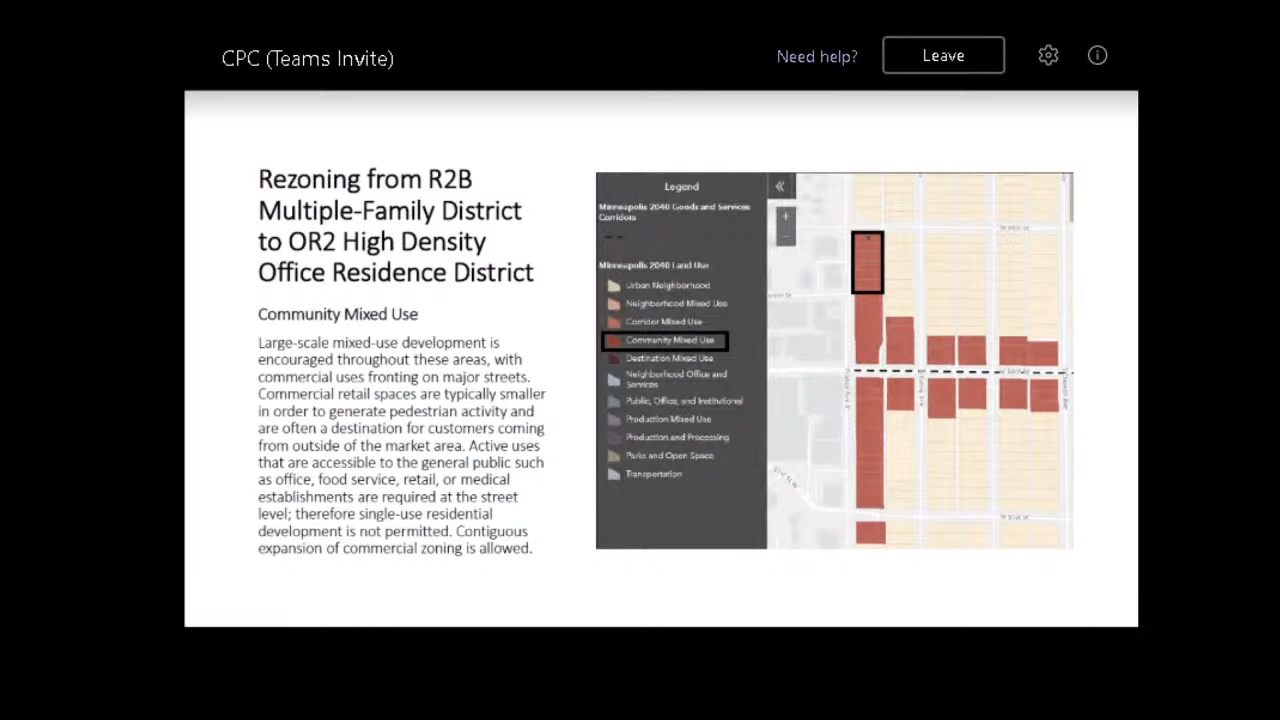 CPC (Teams Invite)
Need help?
Leave
Rezoning from R2B
Multiple-Family District
to OR2 High Density
Office Residence District
Community Mixed Use
Large-scale mixed-use development is
encouraged throughout these areas, with
commercial uses fronting on major streets.
Commercial retail spaces are typically smaller
in order to generate pedestrian activity and
are often a destination for customers coming
from outside of the market area. Active uses
that are accessible to the general public such
as office, food service, retail, or medical
establishments are required at the street
level; therefore single-use residential
development is not permitted. Contiguous
expansion of commercial zoning is allowed.
Legend
Minneapolis 2040 Goods and Services
Corridors
Minneapolis 2040 Land Use
Urban Neighborhood
Neighborhood Mixed Use
Corridor Mixed Use
Community Mixed Use
Destination Mixed Use
Neighborhood Office and
Services
Public, Office, and Institutional
Production Mixed Use
Production and Processing
Parks and Open Space
Transportation